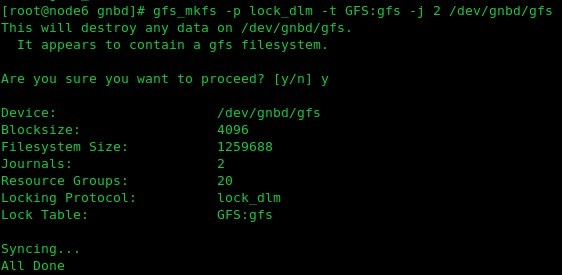 [root@node6 gnbd]# gfs_mkfs -p lock_dlm -t GFS:gfs -j 2 /dev/gnbd/gfs
This will destroy any data on /dev/gnbd/gfs.
  It appears to contain a gfs filesystem.

Are you sure you want to proceed? [y/n] y

Device:                    /dev/gnbd/gfs
Blocksize:                 4096
Filesystem Size:           1259688
Journals:                  2
Resource Groups:           20
Locking Protocol:          lock_dlm
Lock Table:                GFS:gfs

Syncing...
All Done